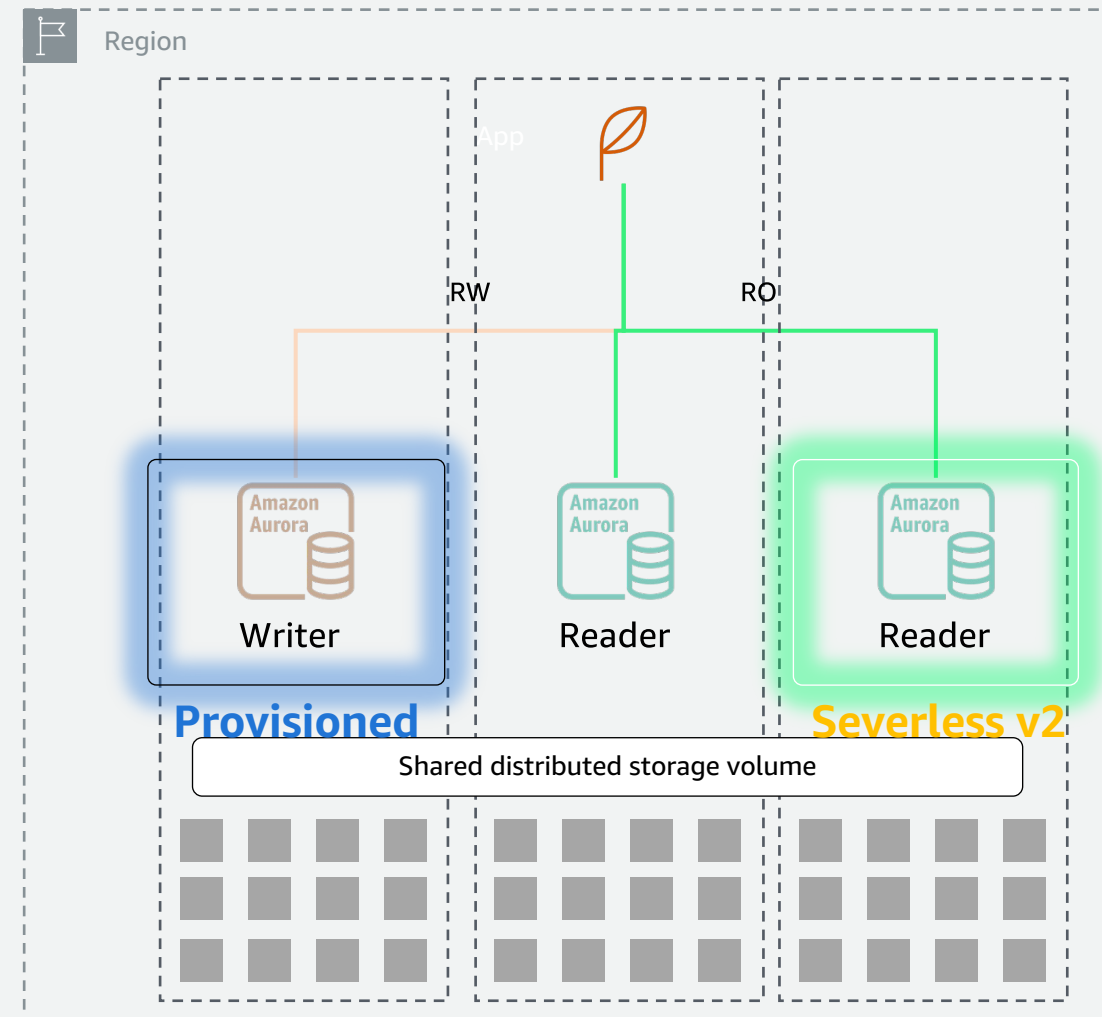 Region
App
RW
RO
Amazon
Aurora
Writer
Amazon
Aurora
Reader
Amazon
Aurora
Reader
Provisioned
Severless v2
Shared distributed storage volume